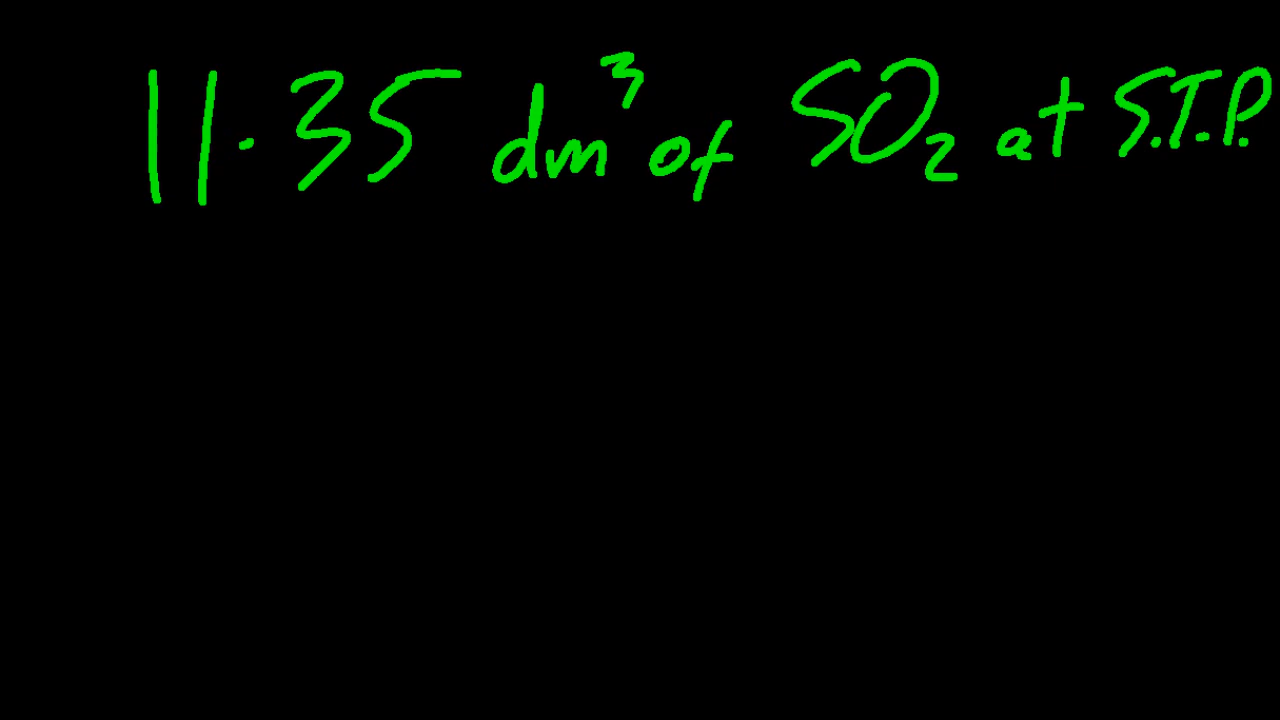 11.35 dm³ of SO₂ at S.T.P.